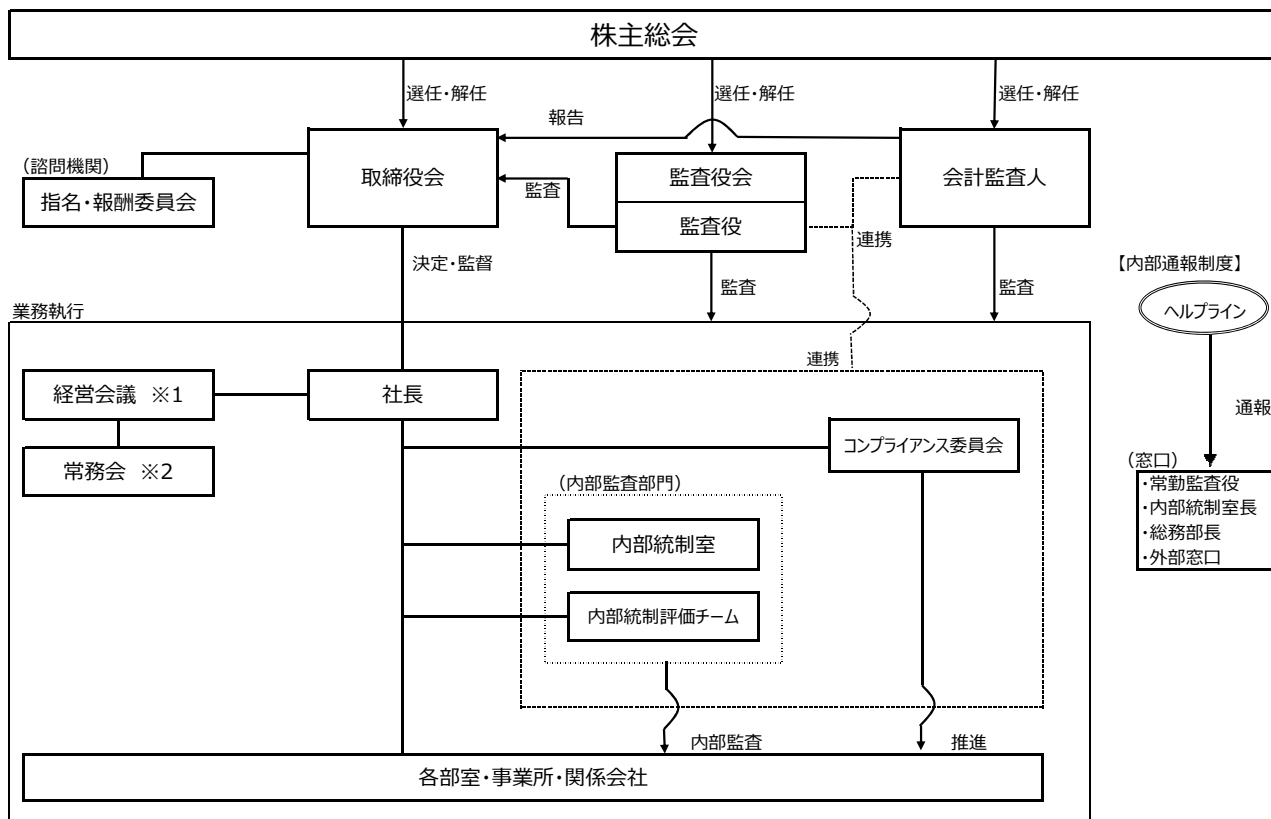 株主総会
選任・解任
選任・解任
選任・解任
報告
(諮問機関)
指名・報酬委員会
取締役会
監査
監査役会
監査役
会計監査人
連携
決定・監督
監査
監査
【内部通報制度】
ヘルプライン
業務執行
連携
経営会議 ※1
社長
常務会 ※2
コンプライアンス委員会
通報
(窓口)
・常勤監査役
・内部統制室長
・総務部長
・外部窓口
(内部監査部門)
内部統制室
内部統制評価チーム
内部監査
推進
各部室・事業所・関係会社